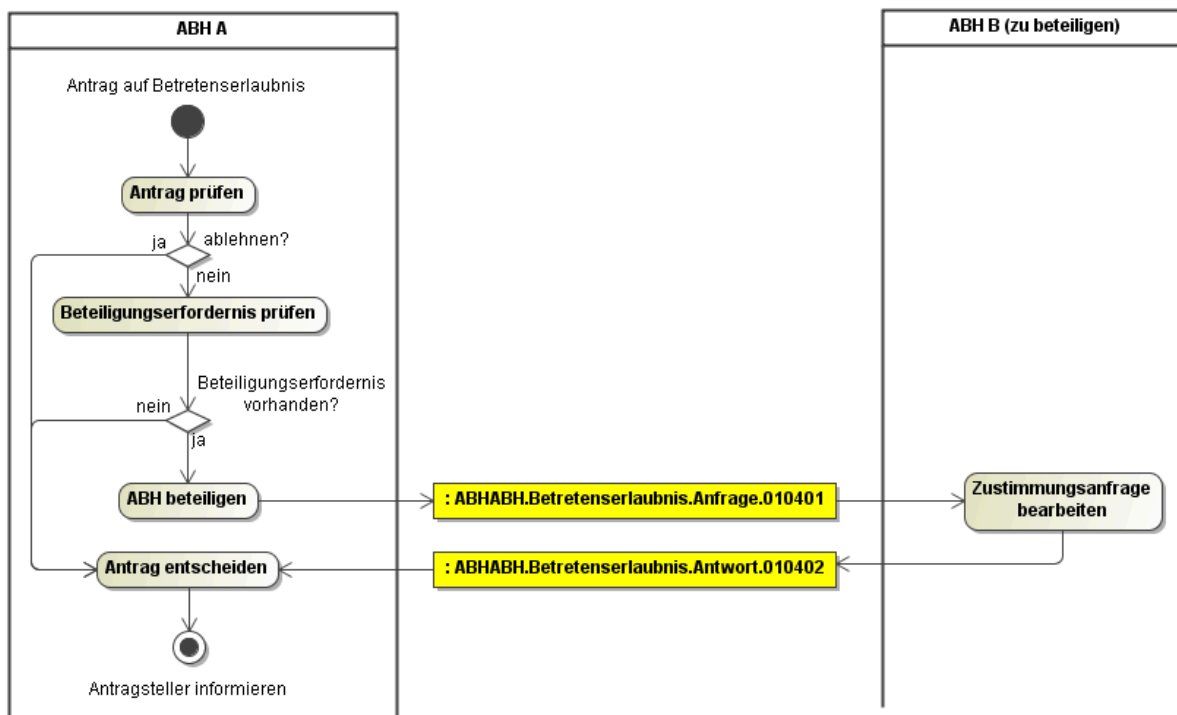 ABH A
ABH B (zu beteiligen)
Antrag auf Betretenserlaubnis
Antrag prüfen
ja
ablehnen?
nein
Beteiligungserfordernis prüfen
Beteiligungserfordernis
vorhanden?
nein
ja
ABH beteiligen
: ABHABH.Betretenserlaubnis.Anfrage.010401
Zustimmungsanfrage
bearbeiten
Antrag entscheiden
: ABHABH.Betretenserlaubnis.Antwort.010402
Antragsteller informieren